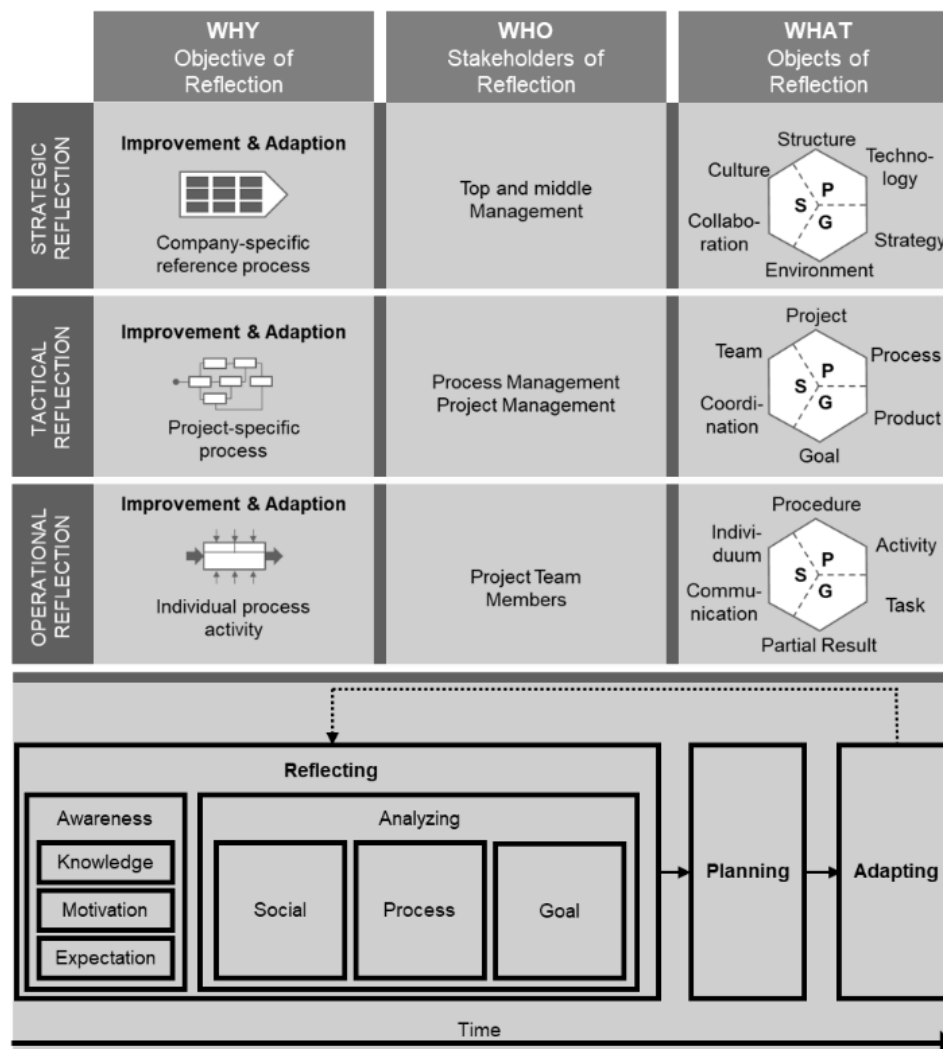 WHY
Objective of
Reflection
WHO
Stakeholders of
Reflection
WHAT
Objects of
Reflection
STRATEGIC
REFLECTION
Improvement & Adaption
Company-specific
reference process
Top and middle
Management
Structure
Culture
Techno-
logy
P
S
G
Collabo-
ration
Strategy
Environment
TACTICAL
REFLECTION
Improvement & Adaption
Project-specific
process
Process Management
Project Management
Project
Team
Process
P
S
G
Coordi-
nation
Product
Goal
OPERATIONAL
REFLECTION
Improvement & Adaption
Individual process
activity
Project Team
Members
Procedure
Indivi-
duum
Activity
P
S
G
Commu-
nication
Task
Partial Result
Reflecting
Awareness
Knowledge
Motivation
Expectation
Analyzing
Social
Process
Goal
Planning
Adapting
Time